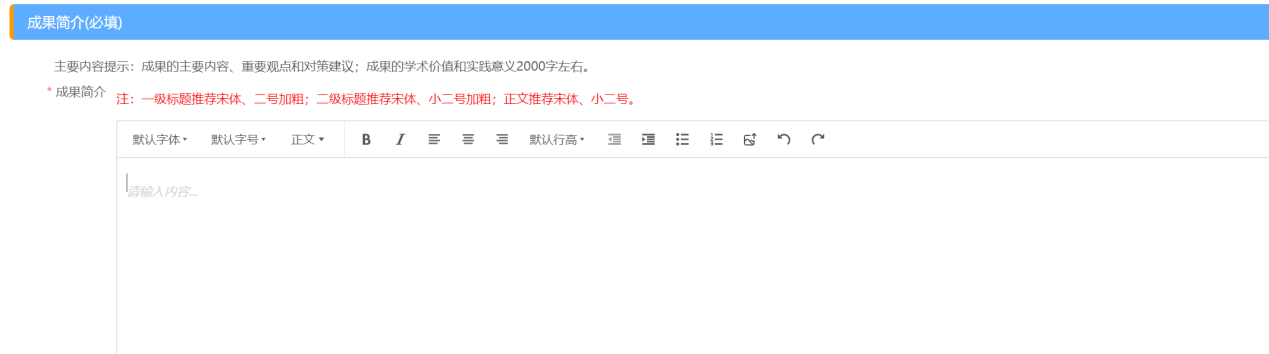 成果简介(必填)
主要内容提示：成果的主要内容、重要观点和对策建议；成果的学术价值和实践意义2000字左右。
* 成果简介
注：一级标题推荐宋体、二号加粗；二级标题推荐宋体、小二号加粗；正文推荐宋体、小二号。
默认字体 默认字号 正文 B I 默认行高
请输入内容...